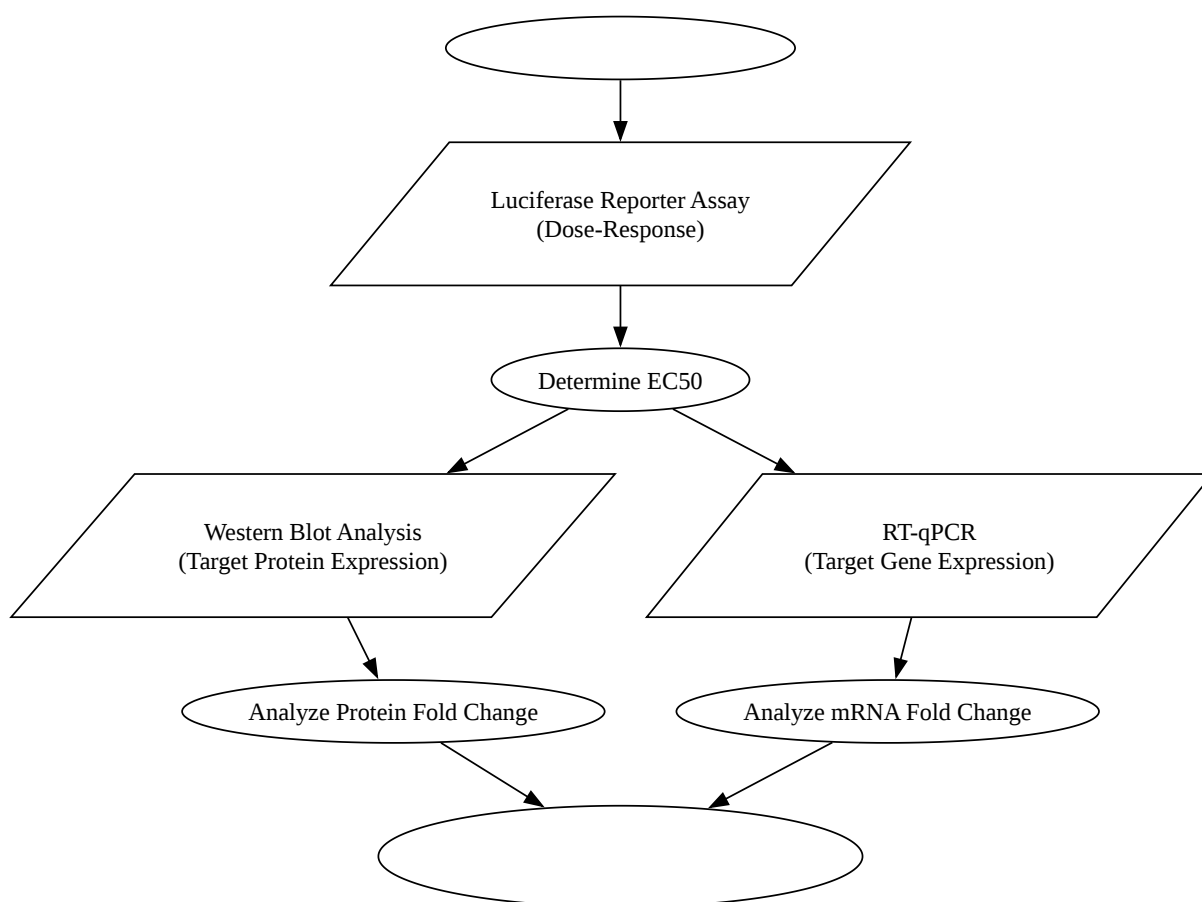 Luciferase Reporter Assay
(Dose-Response)
Determine EC50
Western Blot Analysis
(Target Protein Expression)
RT-qPCR
(Target Gene Expression)
Analyze Protein Fold Change
Analyze mRNA Fold Change